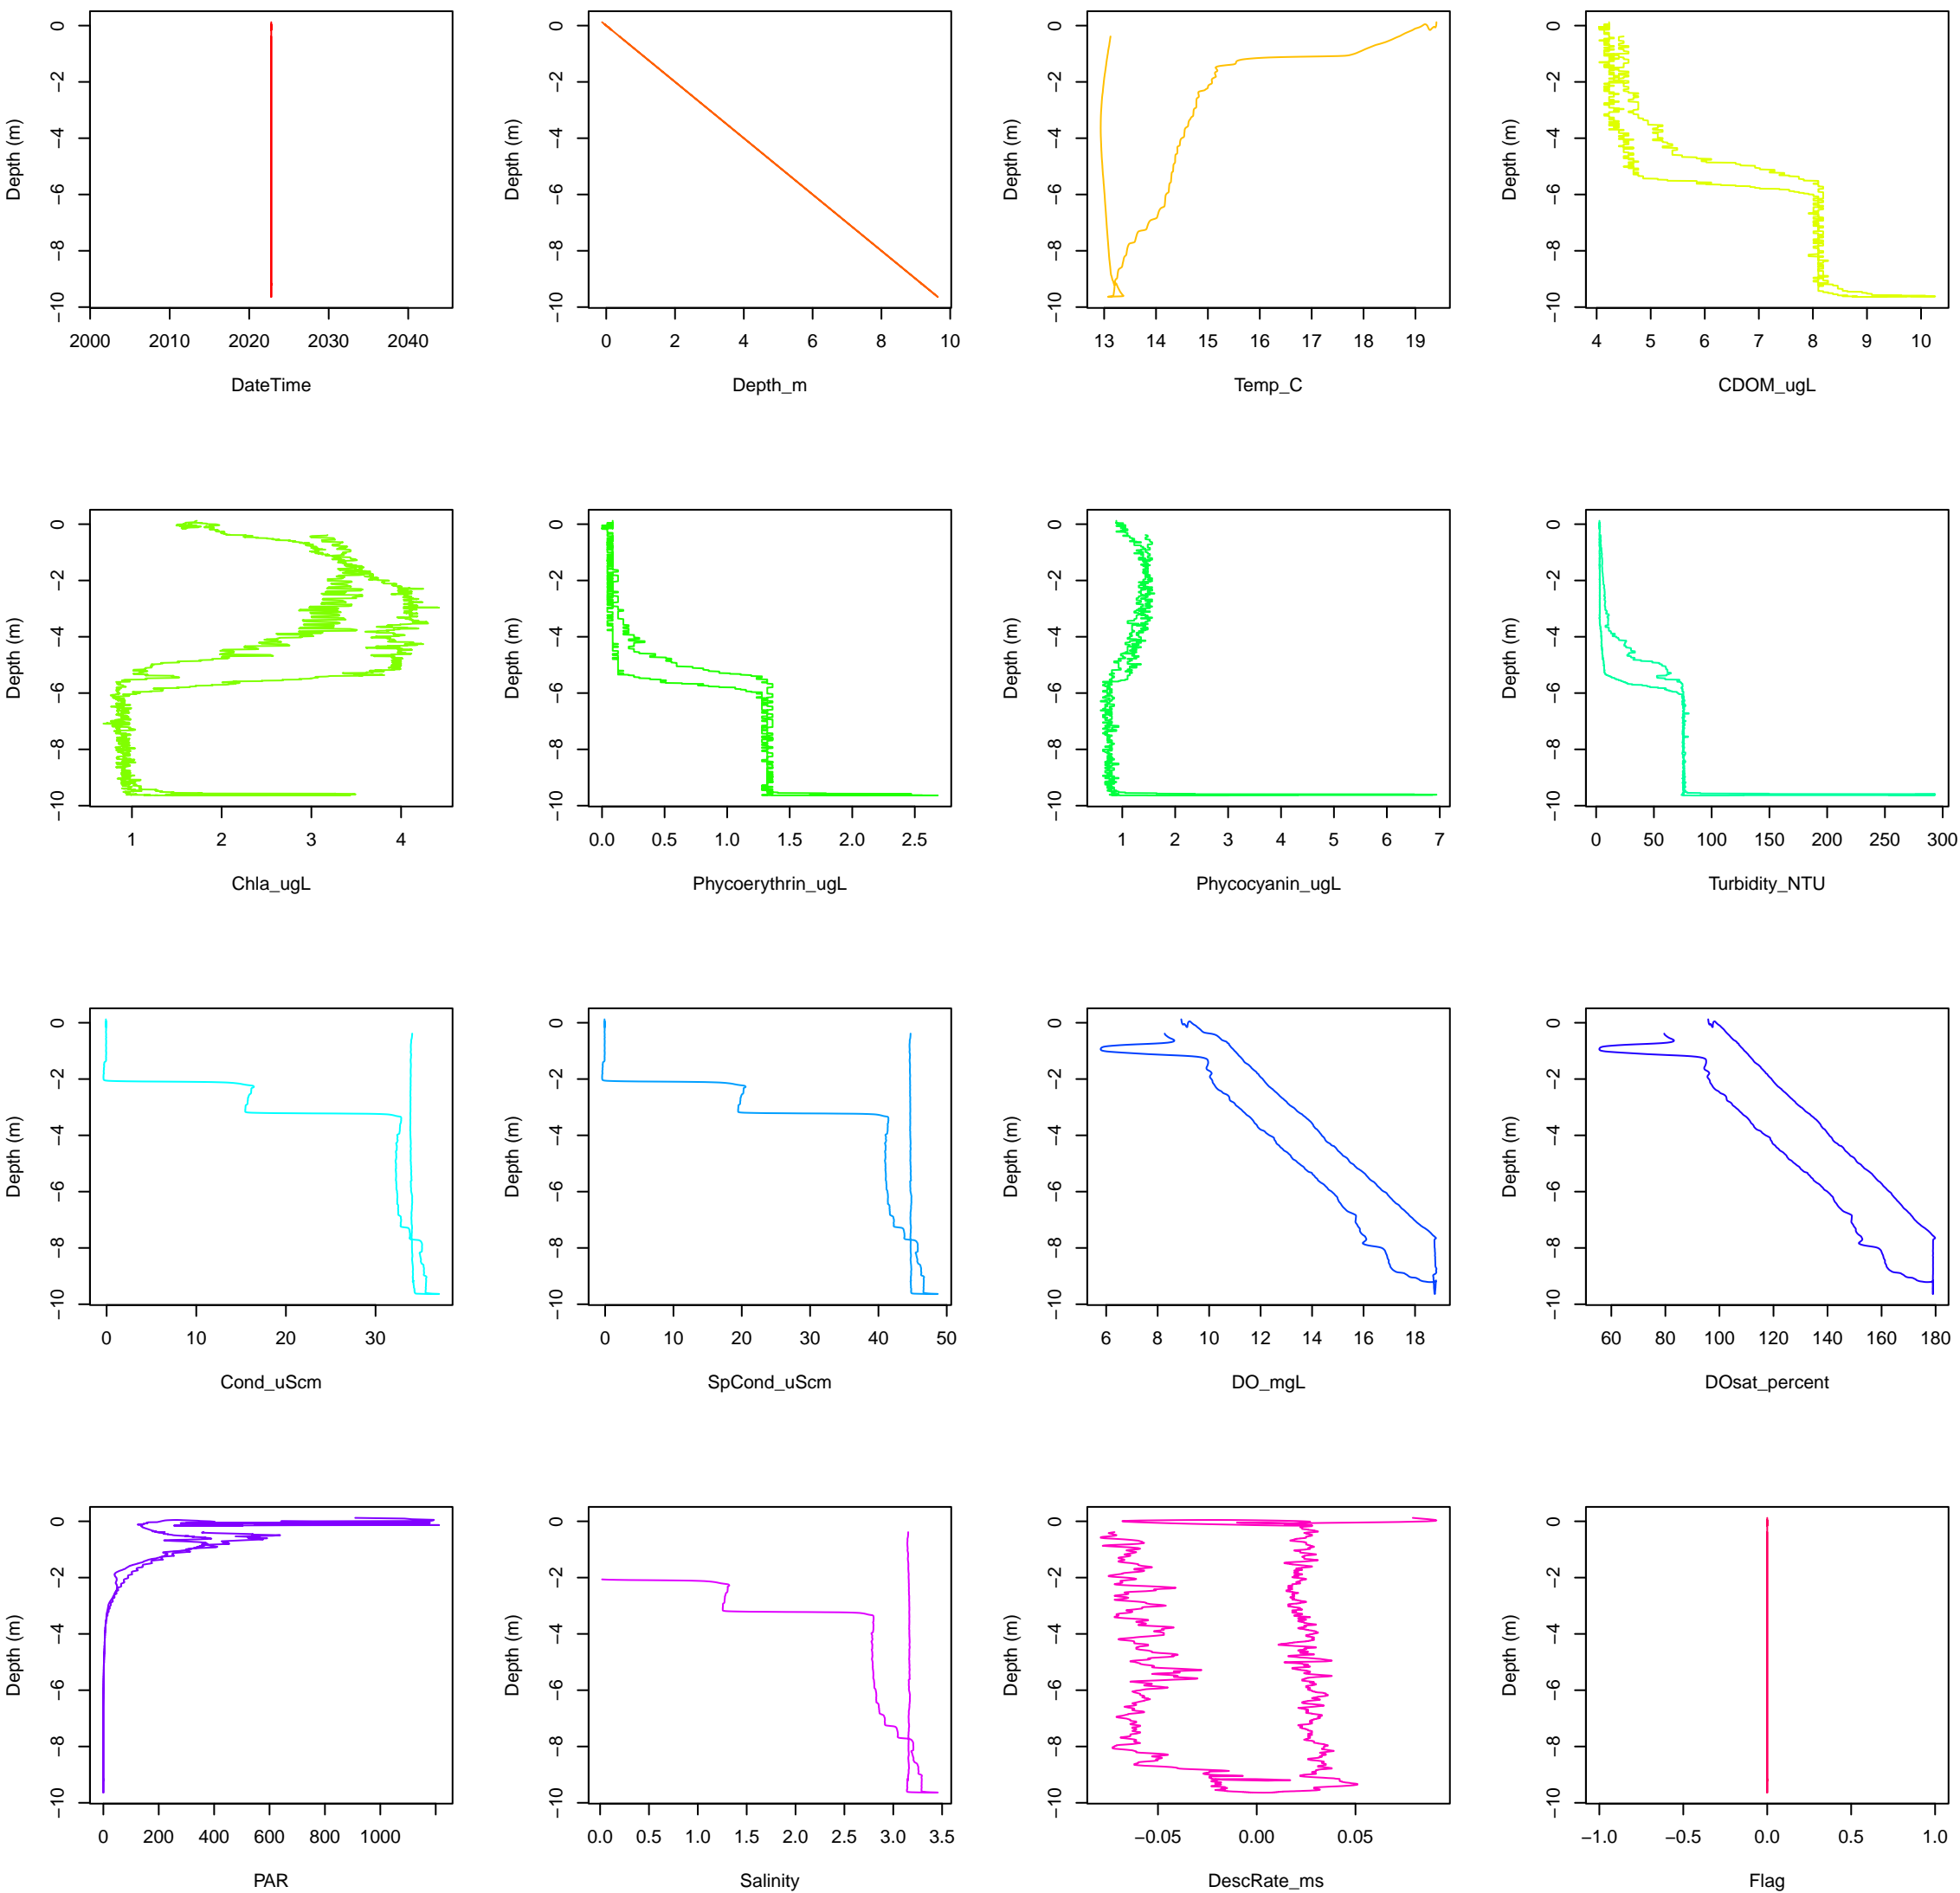 Depth (m)
0
−2
−4
−6
−8
−10
2000 2010 2020 2030 2040
DateTime
Depth (m)
0
−2
−4
−6
−8
−10
0 2 4 6 8 10
Depth_m
Depth (m)
0
−2
−4
−6
−8
−10
13 14 15 16 17 18 19
Temp_C
Depth (m)
0
−2
−4
−6
−8
−10
4 5 6 7 8 9 10
CDOM_ugL
Depth (m)
0
−2
−4
−6
−8
−10
1 2 3 4
Chla_ugL
Depth (m)
0
−2
−4
−6
−8
−10
0.0 0.5 1.0 1.5 2.0 2.5
Phycoerythrin_ugL
Depth (m)
0
−2
−4
−6
−8
−10
1 2 3 4 5 6 7
Phycocyanin_ugL
Depth (m)
0
−2
−4
−6
−8
−10
0 50 100 150 200 250 300
Turbidity_NTU
Depth (m)
0
−2
−4
−6
−8
−10
0 10 20 30
Cond_uScm
Depth (m)
0
−2
−4
−6
−8
−10
0 10 20 30 40 50
SpCond_uScm
Depth (m)
0
−2
−4
−6
−8
−10
6 8 10 12 14 16 18
DO_mgL
Depth (m)
0
−2
−4
−6
−8
−10
60 80 100 120 140 160 180
DOsat_percent
Depth (m)
0
−2
−4
−6
−8
−10
0 200 400 600 800 1000
PAR
Depth (m)
0
−2
−4
−6
−8
−10
0.0 0.5 1.0 1.5 2.0 2.5 3.0 3.5
Salinity
Depth (m)
0
−2
−4
−6
−8
−10
−0.05 0.00 0.05
DescRate_ms
Depth (m)
0
−2
−4
−6
−8
−10
−1.0 −0.5 0.0 0.5 1.0
Flag